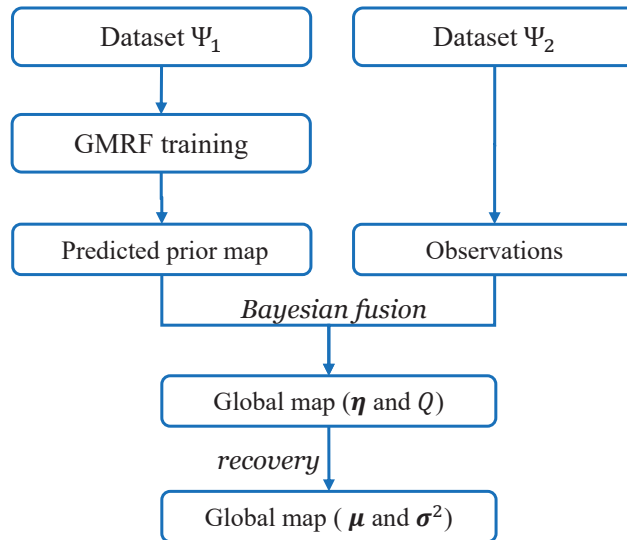 Dataset Ψ₁
Dataset Ψ₂
GMRF training
Predicted prior map
Observations
Bayesian fusion
Global map (𝜼 and 𝑄)
recovery
Global map ( 𝝁 and 𝝈²)